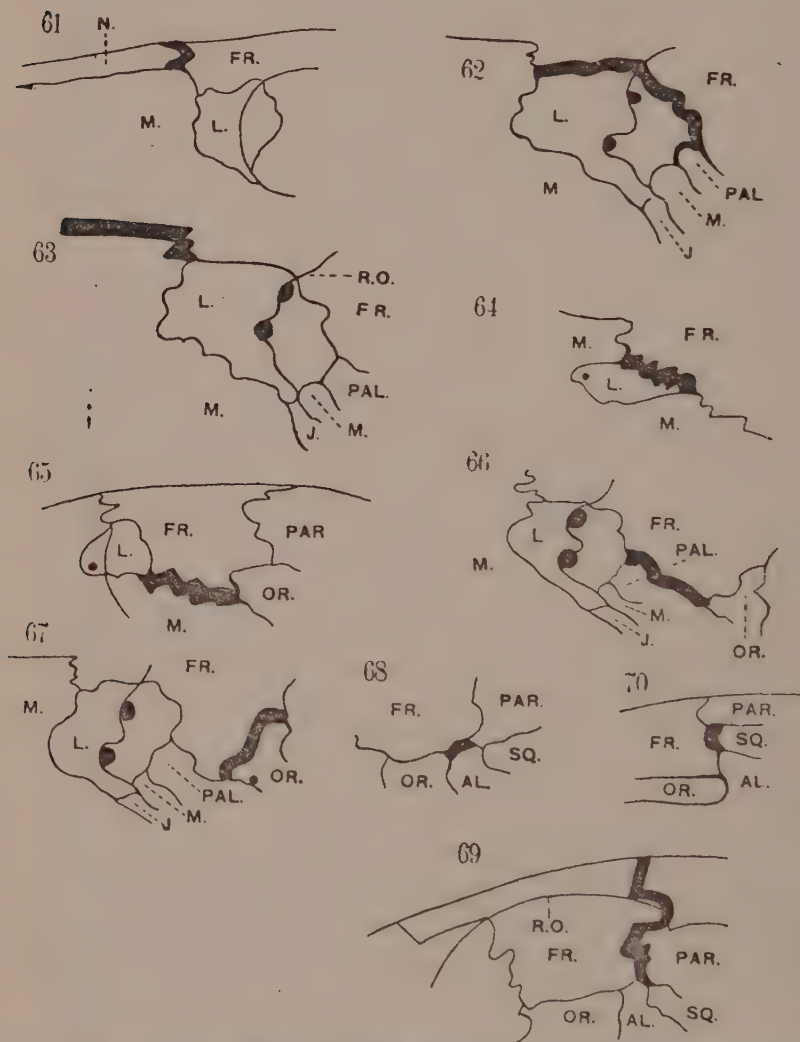 61
N.
FR.
M.
L.
62
FR.
L.
M
PAL
M.
J
63
L.
R.O.
FR.
M.
PAL.
J.
M.
64
M.
FR.
L.
M.
65
FR.
PAR
L.
M.
OR.
66
M.
L
FR.
PAL.
M.
J.
OR.
67
FR.
M.
L.
PAL.
OR.
M.
J
68
FR.
PAR.
OR.
AL.
SQ.
70
PAR.
FR.
SQ.
OR.
AL.
69
R.O.
FR.
PAR.
OR.
AL.
SQ.